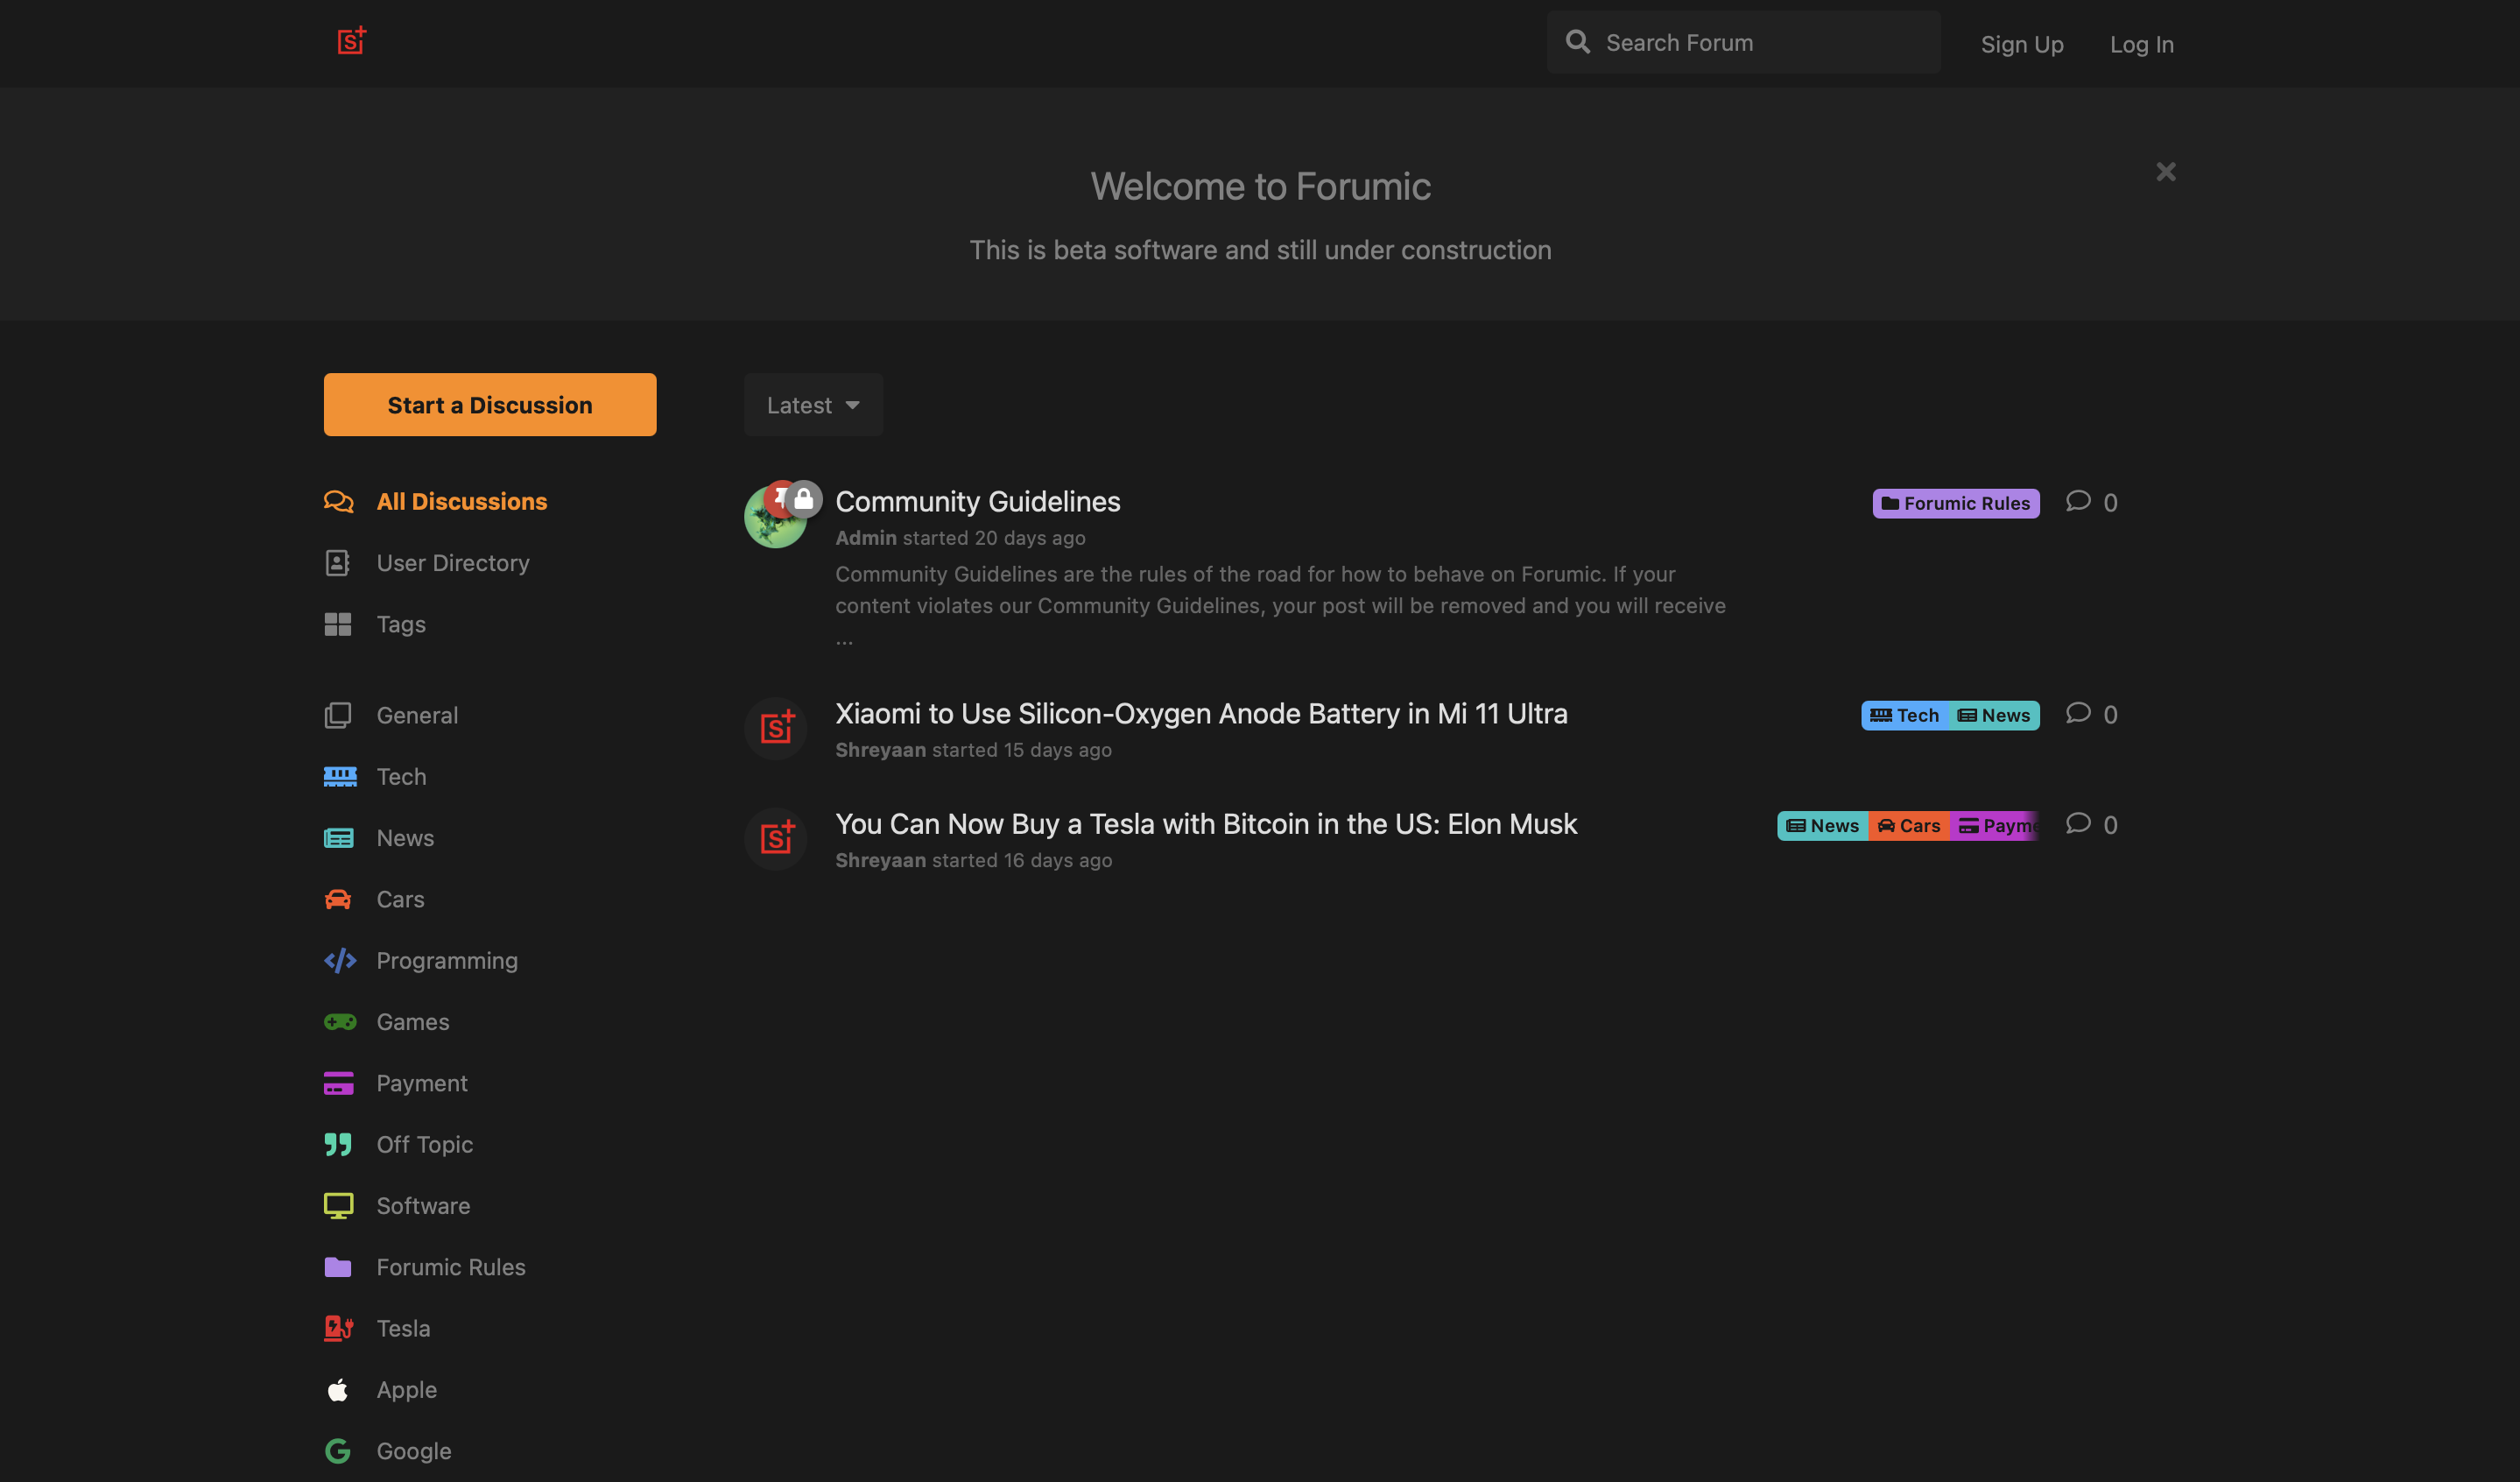 Search Forum
Sign Up
Log In
Welcome to Forumic
This is beta software and still under construction
Start a Discussion
Latest
All Discussions
User Directory
Tags
General
Tech
News
Cars
Programming
Games
Payment
Off Topic
Software
Forumic Rules
Tesla
Apple
Google
Community Guidelines
Forumic Rules
0
Admin started 20 days ago
Community Guidelines are the rules of the road for how to behave on Forumic. If your
content violates our Community Guidelines, your post will be removed and you will receive
...
Xiaomi to Use Silicon-Oxygen Anode Battery in Mi 11 Ultra
Tech
News
0
Shreyaan started 15 days ago
You Can Now Buy a Tesla with Bitcoin in the US: Elon Musk
News
Cars
Payme
0
Shreyaan started 16 days ago